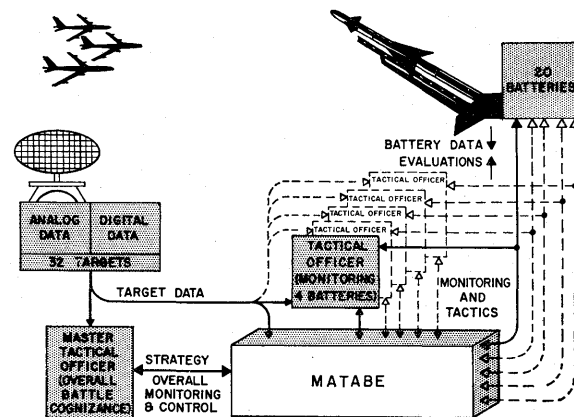 20
BATTERIES
BATTERY DATA
EVALUATIONS
TACTICAL OFFICER
TACTICAL OFFICER
TACTICAL OFFICER
TACTICAL OFFICER
ANALOG
DATA
DIGITAL
DATA
32 TARGETS
TACTICAL
OFFICER
(MONITORING
4 BATTERIES)
TARGET DATA
MONITORING
AND
TACTICS
MASTER
TACTICAL
OFFICER
(OVERALL
BATTLE
COGNIZANCE)
STRATEGY
OVERALL
MONITORING
& CONTROL
MATABE